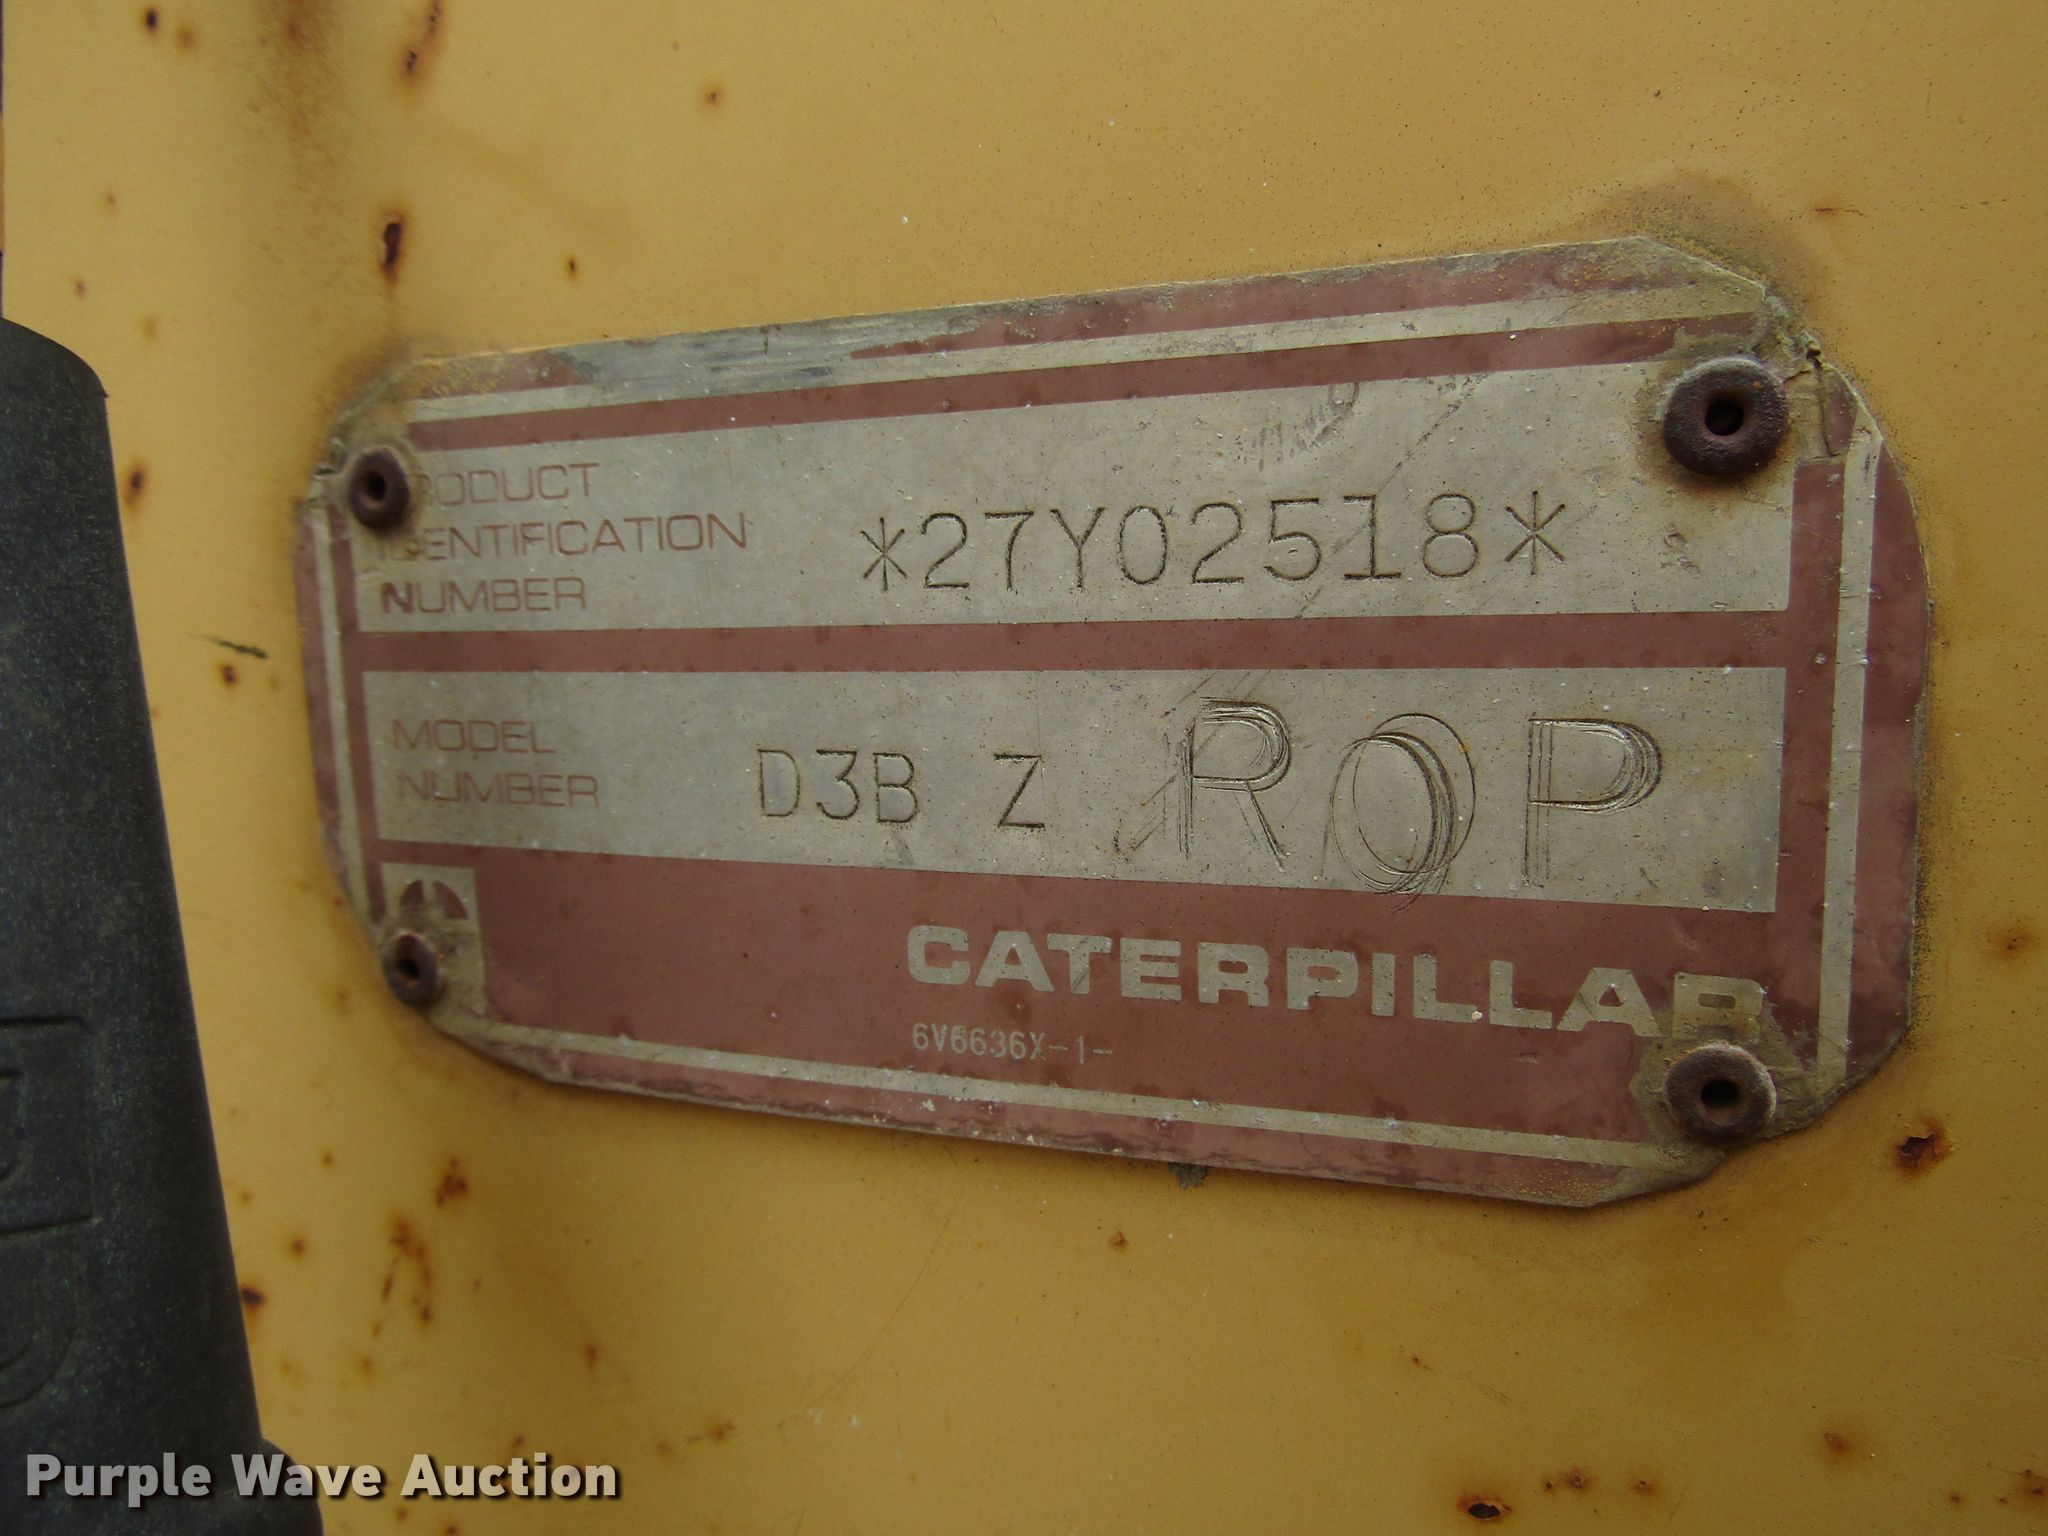 PRODUCT
IDENTIFICATION
NUMBER
*27Y02518*
MODEL
NUMBER
D3B Z ROP
CATERPILLAR
6V6636X-1-
Purple Wave Auction